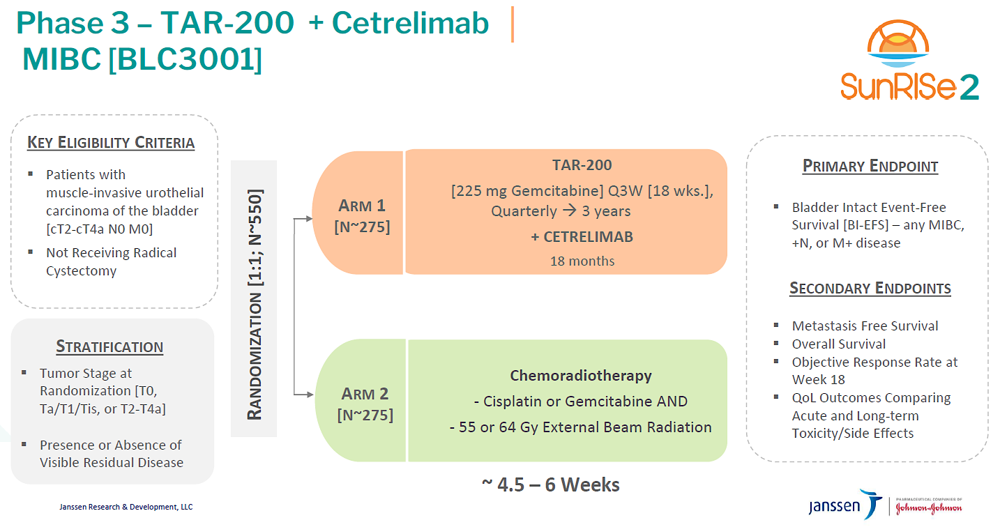 Phase 3 – TAR-200 + Cetrelimab
MIBC [BLC3001]
SunRISe 2
KEY ELIGIBILITY CRITERIA
▪ Patients with
muscle-invasive urothelial
carcinoma of the bladder
[cT2-cT4a N0 M0]
▪ Not Receiving Radical
Cystectomy
STRATIFICATION
▪ Tumor Stage at
Randomization [T0,
Ta/T1/Tis, or T2-T4a]
▪ Presence or Absence of
Visible Residual Disease
RANDOMIZATION [1:1; N~550]
ARM 1
[N~275]
TAR-200
[225 mg Gemcitabine] Q3W [18 wks.],
Quarterly → 3 years
+ CETRELIMAB
18 months
ARM 2
[N~275]
Chemoradiotherapy
- Cisplatin or Gemcitabine AND
- 55 or 64 Gy External Beam Radiation
~ 4.5 – 6 Weeks
PRIMARY ENDPOINT
▪ Bladder Intact Event-Free
Survival [BI-EFS] – any MIBC,
+N, or M+ disease
SECONDARY ENDPOINTS
▪ Metastasis Free Survival
▪ Overall Survival
▪ Objective Response Rate at
Week 18
▪ QoL Outcomes Comparing
Acute and Long-term
Toxicity/Side Effects
Janssen Research & Development, LLC
janssen
PHARMACEUTICAL COMPANIES OF
Johnson & Johnson